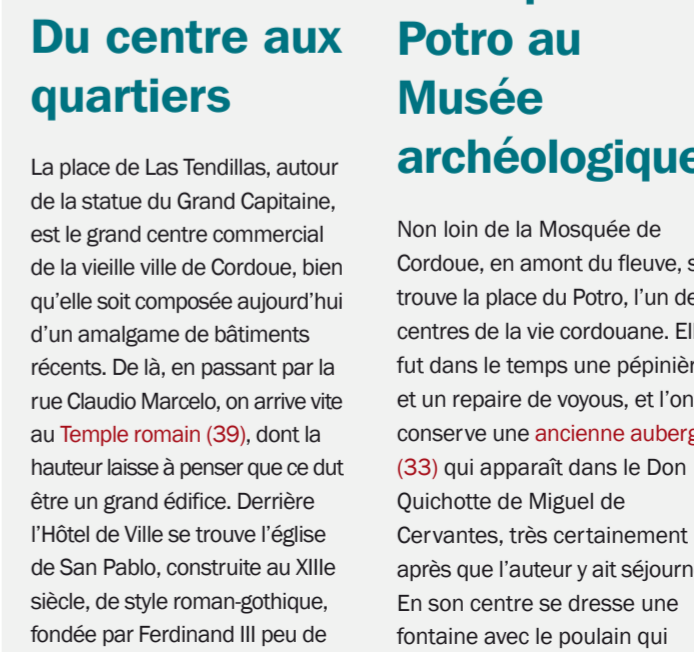 Du centre aux
quartiers
La place de Las Tendillas, autour
de la statue du Grand Capitaine,
est le grand centre commercial
de la vieille ville de Cordoue, bien
qu'elle soit composée aujourd'hui
d'un amalgame de bâtiments
récents. De là, en passant par la
rue Claudio Marcelo, on arrive vite
au Temple romain (39), dont la
hauteur laisse à penser que ce dut
être un grand édifice. Derrière
l'Hôtel de Ville se trouve l'église
de San Pablo, construite au XIIIe
siècle, de style roman-gothique,
fondée par Ferdinand III peu de
Potro au
Musée
archéologique
Non loin de la Mosquée de
Cordoue, en amont du fleuve, s
trouve la place du Potro, l'un de
centres de la vie cordouane. Ell
fut dans le temps une pépinièr
et un repaire de voyous, et l'on
conserve une ancienne auberg
(33) qui apparaît dans le Don
Quichotte de Miguel de
Cervantes, très certainement
après que l'auteur y ait séjourn
En son centre se dresse une
fontaine avec le poulain qui